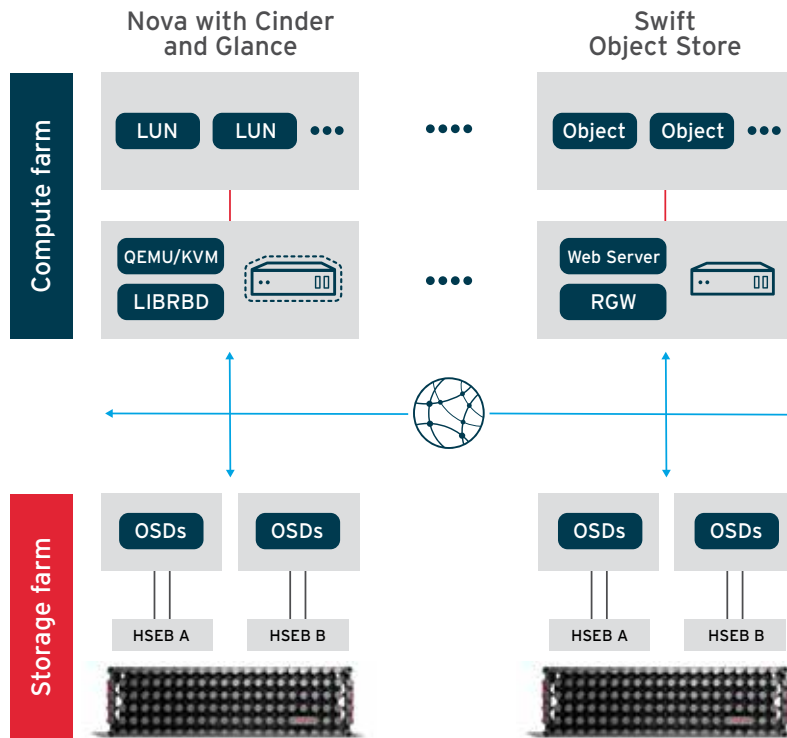 Nova with Cinder
and Glance
Swift
Object Store
Compute farm
LUN
LUN
Object
Object
QEMU/KVM
LIBRBD
Web Server
RGW
Storage farm
OSDs
OSDs
OSDs
OSDs
HSEB A
HSEB B
HSEB A
HSEB B